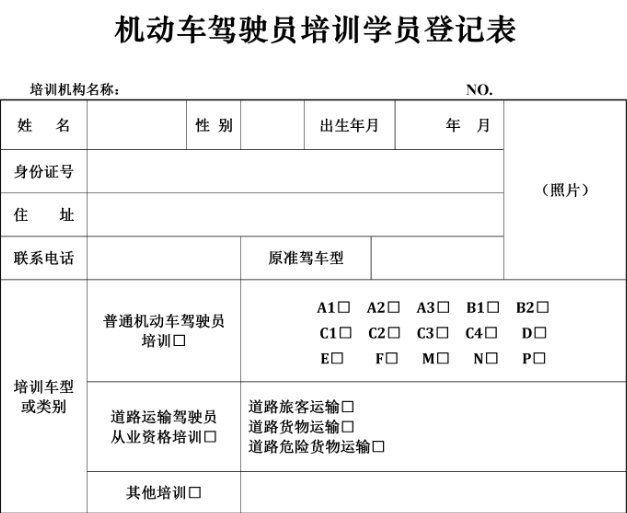 机动车驾驶员培训学员登记表
培训机构名称： NO.
姓 名 性 别 出生年月 年 月
身份证号
（照片）
住 址
联系电话 原准驾车型
培训车型
或类别
普通机动车驾驶员
培训□
A1□ A2□ A3□ B1□ B2□
C1□ C2□ C3□ C4□ D□
E□ F□ M□ N□ P□
道路运输驾驶员
从业资格培训□
道路旅客运输□
道路货物运输□
道路危险货物运输□
其他培训□